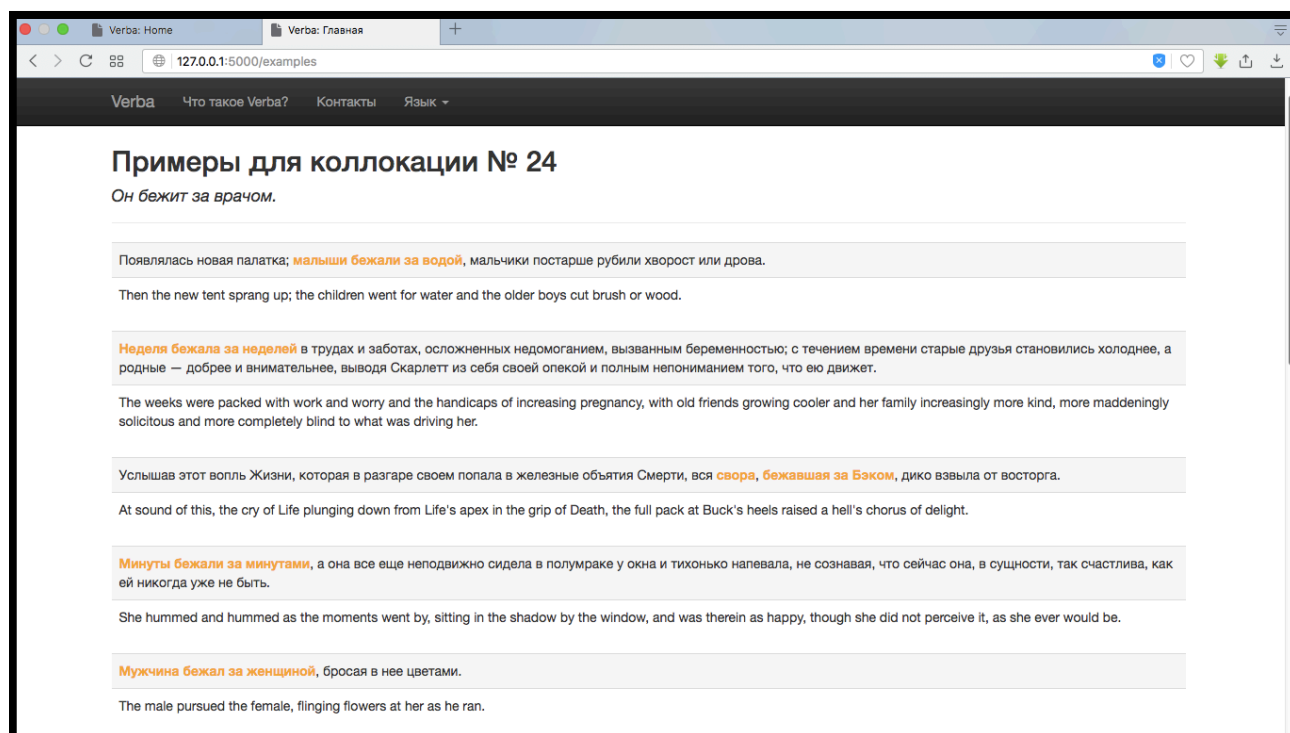 Verba: Home
Verba: Главная
127.0.0.1:5000/examples
Verba Что такое Verba? Контакты Язык
Примеры для коллокации № 24
Он бежит за врачом.
Появлялась новая палатка; малыши бежали за водой, мальчики постарше рубили хворост или дрова.
Then the new tent sprang up; the children went for water and the older boys cut brush or wood.
Неделя бежала за неделей в трудах и заботах, осложненных недомоганием, вызванным беременностью; с течением времени старые друзья становились холоднее, а
родные — добрее и внимательнее, выводя Скарлетт из себя своей опекой и полным непониманием того, что ею движет.
The weeks were packed with work and worry and the handicaps of increasing pregnancy, with old friends growing cooler and her family increasingly more kind, more maddeningly
solicitous and more completely blind to what was driving her.
Услышав этот вопль Жизни, которая в разгаре своем попала в железные объятия Смерти, вся свора, бежавшая за Бэком, дико взвыла от восторга.
At sound of this, the cry of Life plunging down from Life's apex in the grip of Death, the full pack at Buck's heels raised a hell's chorus of delight.
Минуты бежали за минутами, а она все еще неподвижно сидела в полумраке у окна и тихонько напевала, не сознавая, что сейчас она, в сущности, так счастлива, как
ей никогда уже не быть.
She hummed and hummed as the moments went by, sitting in the shadow by the window, and was therein as happy, though she did not perceive it, as she ever would be.
Мужчина бежал за женщиной, бросая в нее цветами.
The male pursued the female, flinging flowers at her as he ran.